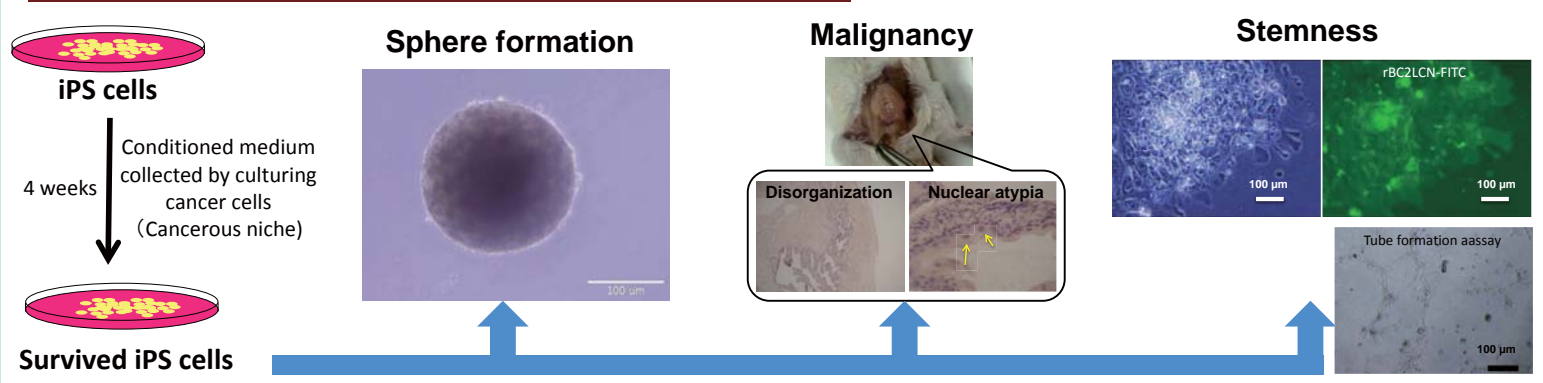 iPS cells
4 weeks
Conditioned medium
collected by culturing
cancer cells
（Cancerous niche)
Survived iPS cells
Sphere formation
100 um
Malignancy
Disorganization
Nuclear atypia
Stemness
100 µm
rBC2LCN-FITC
100 µm
Tube formation aassay
100 µm